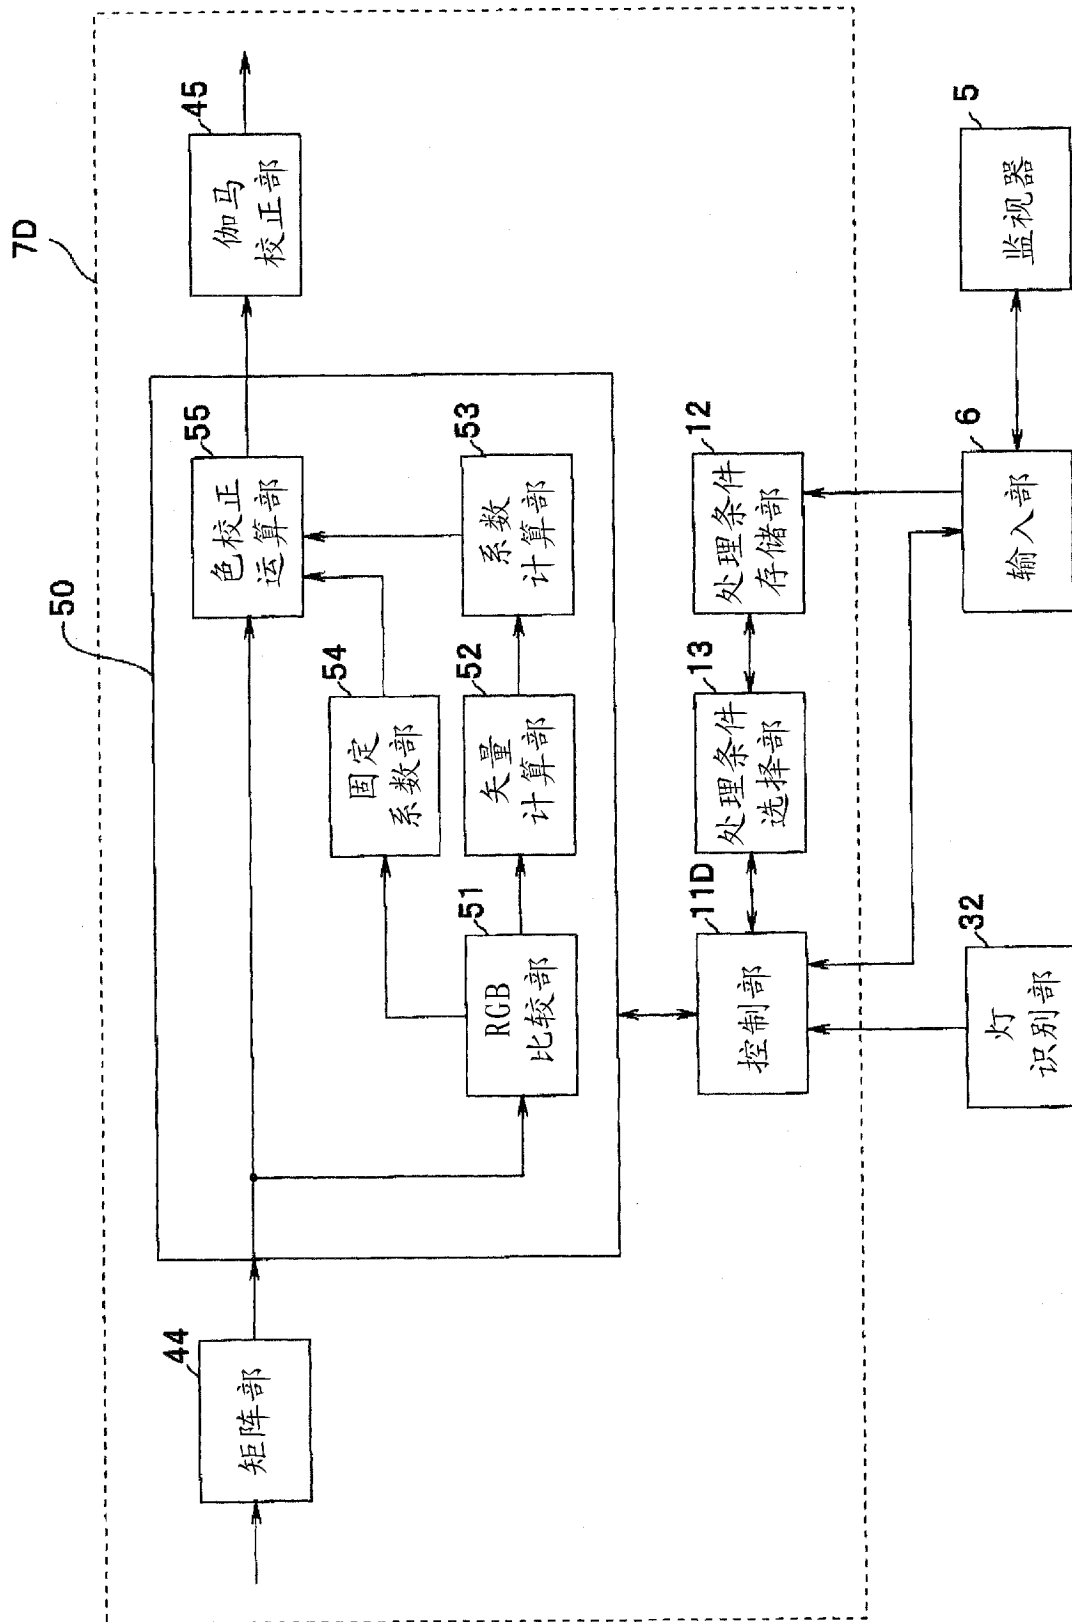 7D
50
44
矩阵部
55
色校正
运算部
45
伽马
校正部
54
固定
系数部
51
RGB
比较部
52
矢量
计算部
53
系数
计算部
11D
控制部
13
处理条件
选择部
12
处理条件
存储部
32
灯
识别部
6
输入部
5
监视器